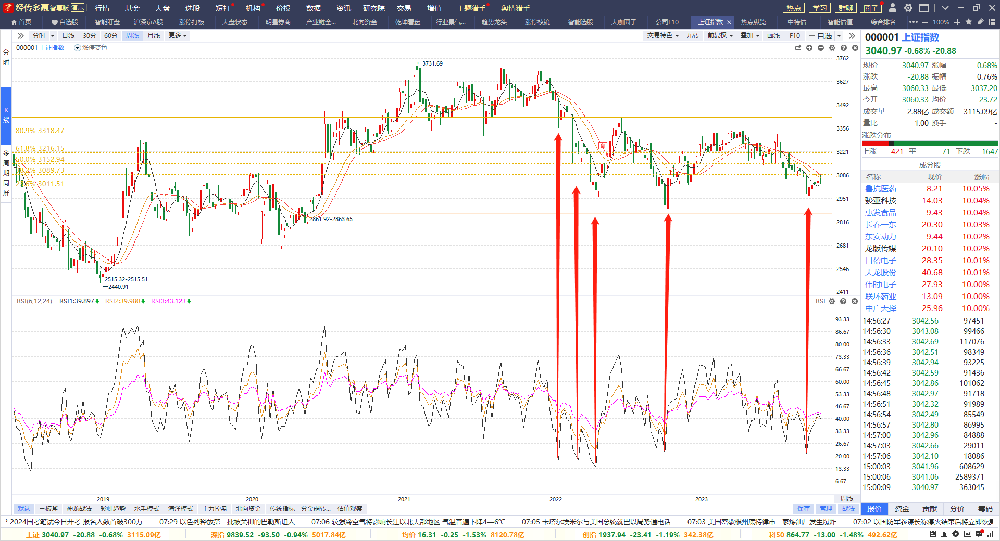 经传多赢 智尊版 演示 行情 基金 大盘 选股 短打 机构 价投 数据 资讯 研究院 交易 增值 主题猎手 舆情猎手 热点 学习 群聊 圈子
首页 自选股 智能盯盘 沪深京A股 涨停打板 大盘状态 明星券商 产业链全... 北向资金 乾坤看盘 行业景气... 趋势龙头 涨停棱镜 智能选股 大咖圈子 公司F10 上证指数 热点纵览 中特估 智能估值 综合排名 100%
分时 日线 30分 60分 周线 月线 更多 交易特色 九转 前复权 叠加 画线 F10 自选
000001 上证指数 涨停变色
分时
K线
多周期同屏
3762
3627
3492
3356
3221
3086
2951
2816
2681
2546
2411
3731.69
80.9% 3318.47
61.8% 3216.15
50.0% 3152.94
38.2% 3089.73
23.6% 3011.51
2861.92-2863.65
2515.32-2515.51
2440.91
RSI(6,12,24) RSI1:39.897 RSI2:39.980 RSI3:43.123 RSI
93.33
86.67
80.00
73.33
66.67
60.00
53.33
46.67
40.00
33.33
26.67
20.00
13.33
6.67
2019 2020 2021 2022 2023 周线
默认 三板斧 神龙战法 彩虹趋势 水手模式 海洋模式 主力控盘 北向资金 传统指标 分金弱转... 估值观察 保存 管理 战法
000001 上证指数
3040.97 -0.68% -20.88
现价 3040.97 涨幅 -0.68%
涨跌 -20.88 振幅 0.76%
最高 3060.33 最低 3037.20
今开 3060.33 均价 23.72
成交量 2.88亿 成交额 3115.09亿
量比 1.00 换手 -
涨跌分布
上涨 421 平 71 下跌 1647
成分股
名称 现价 涨幅
鲁抗医药 8.21 10.05%
骏亚科技 14.03 10.04%
惠发食品 9.43 10.04%
长春一东 20.30 10.03%
东安动力 9.44 10.02%
龙版传媒 20.10 10.02%
日盈电子 28.35 10.01%
天龙股份 40.68 10.01%
伟时电子 27.93 10.00%
联环药业 13.09 10.00%
中广天择 25.96 10.00%
14:56:27 3042.56 97451
14:56:30 3043.08 99466
14:56:33 3042.69 117076
14:56:36 3042.51 98349
14:56:39 3042.94 93225
14:56:42 3042.59 91436
14:56:45 3042.86 101062
14:56:48 3042.97 91718
14:56:51 3042.32 91989
14:56:54 3042.49 85549
14:56:57 3042.80 86995
14:57:00 3042.96 84888
14:57:03 3042.66 29011
14:57:06 3042.10 18086
15:00:03 3041.96 608629
15:00:06 3041.06 2589371
15:00:09 3040.97 363045
报价 资金 贡献 分价 筹码
2024国考笔试今日开考 报名人数首破300万 07:29 以色列释放第二批被关押的巴勒斯坦人 07:06 较强冷空气将影响长江以北大部地区 气温普遍下降4—6℃ 07:05 卡塔尔埃米尔与美国总统就巴以局势通电话 07:03 美国密歇根州底特律市一家炼油厂发生爆炸 07:02 以国防军参谋长称停火结束后将立即恢复
上证 3040.97 -20.88 -0.68% 3115.09亿 深指 9839.52 -93.50 -0.94% 5017.84亿 均价 16.31 -0.25 -1.53% 8120.78亿 创指 1937.94 -23.41 -1.19% 342.38亿 科50 864.77 -13.00 -1.48% 492.62亿